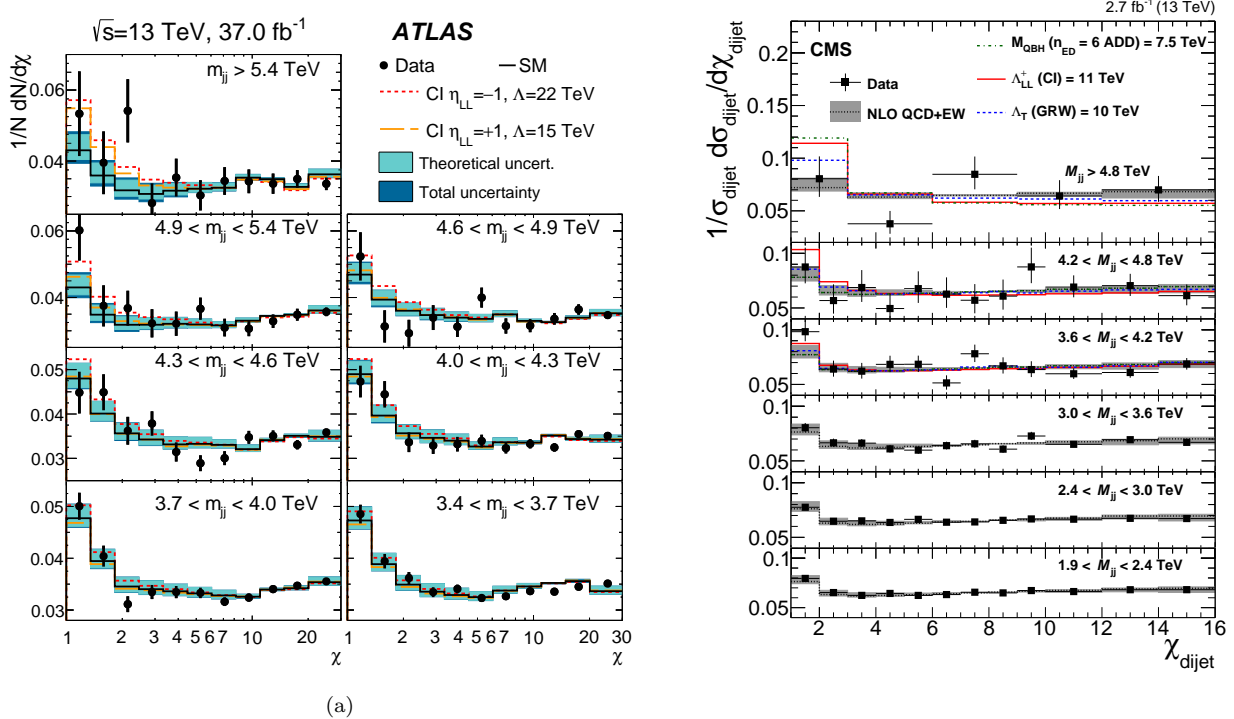 √s=13 TeV, 37.0 fb⁻¹ ATLAS
1/N dN/dχ
m_jj > 5.4 TeV
Data
SM
CI η_LL=−1, Λ=22 TeV
CI η_LL=+1, Λ=15 TeV
Theoretical uncert.
Total uncertainty
0.06
0.04
4.9 < m_jj < 5.4 TeV
4.6 < m_jj < 4.9 TeV
0.06
0.04
4.3 < m_jj < 4.6 TeV
4.0 < m_jj < 4.3 TeV
0.05
0.04
0.03
3.7 < m_jj < 4.0 TeV
3.4 < m_jj < 3.7 TeV
0.05
0.04
0.03
1 2 3 4 5 6 7 10 20 1 2 3 4 5 6 7 10 20 30
χ χ
(a)
2.7 fb⁻¹ (13 TeV)
CMS
Data
NLO QCD+EW
M_QBH (n_ED = 6 ADD) = 7.5 TeV
Λ⁺_LL (CI) = 11 TeV
Λ_T (GRW) = 10 TeV
1/σ_dijet dσ_dijet/dχ_dijet
0.2
0.15
0.1
0.05
M_jj > 4.8 TeV
0.1
0.05
4.2 < M_jj < 4.8 TeV
0.1
0.05
3.6 < M_jj < 4.2 TeV
0.1
0.05
3.0 < M_jj < 3.6 TeV
0.1
0.05
2.4 < M_jj < 3.0 TeV
0.1
0.05
1.9 < M_jj < 2.4 TeV
2 4 6 8 10 12 14 16
χ_dijet